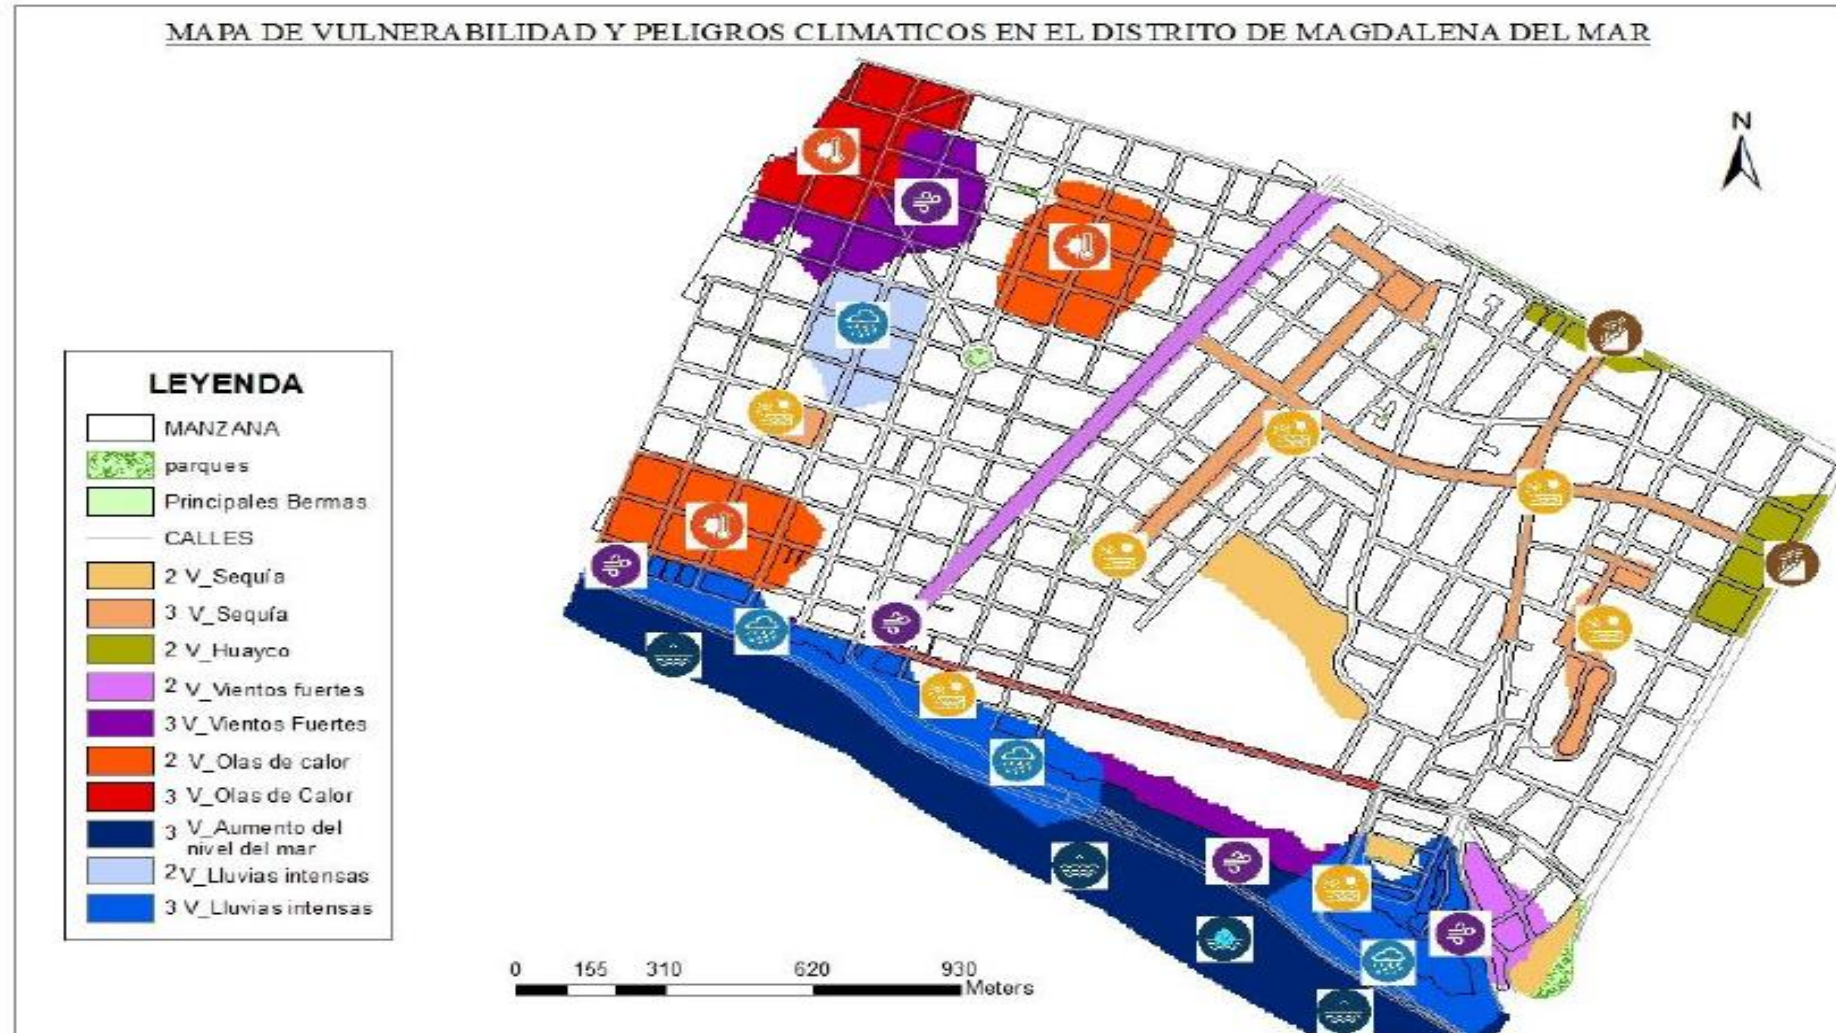 MAPA DE VULNERABILIDAD Y PELIGROS CLIMATICOS EN EL DISTRITO DE MAGDALENA DEL MAR
N
LEYENDA
MANZANA
parques
Principales Bermas
CALLES
2 V_Sequía
3 V_Sequía
2 V_Huayco
2 V_Vientos fuertes
3 V_Vientos Fuertes
2 V_Olas de calor
3 V_Olas de Calor
3 V_Aumento del
nivel del mar
2 V_Lluvias intensas
3 V_Lluvias intensas
0 155 310 620 930
Meters